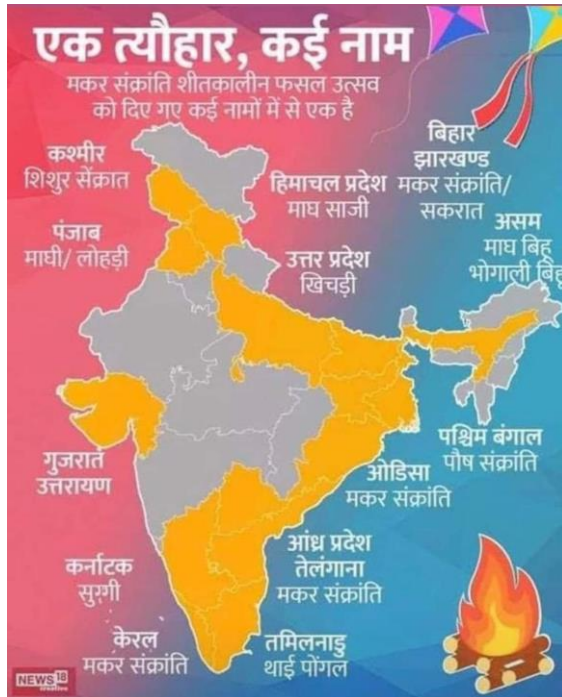 एक त्यौहार, कई नाम
मकर संक्रांति शीतकालीन फसल उत्सव
को दिए गए कई नामों में से एक है
कश्मीर
शिशुर सेंक्रात
हिमाचल प्रदेश
माघ साजी
बिहार
झारखण्ड
मकर संक्रांति/
सकरात
पंजाब
माघी/ लोहड़ी
उत्तर प्रदेश
खिचड़ी
असम
माघ बिहू
भोगाली बिहू
गुजरात
उत्तरायण
पश्चिम बंगाल
पौष संक्रांति
ओडिसा
मकर संक्रांति
आंध्र प्रदेश
तेलंगाना
मकर संक्रांति
कर्नाटक
सुग्गी
केरल
मकर संक्रांति
तमिलनाडु
थाई पोंगल
NEWS18
creative